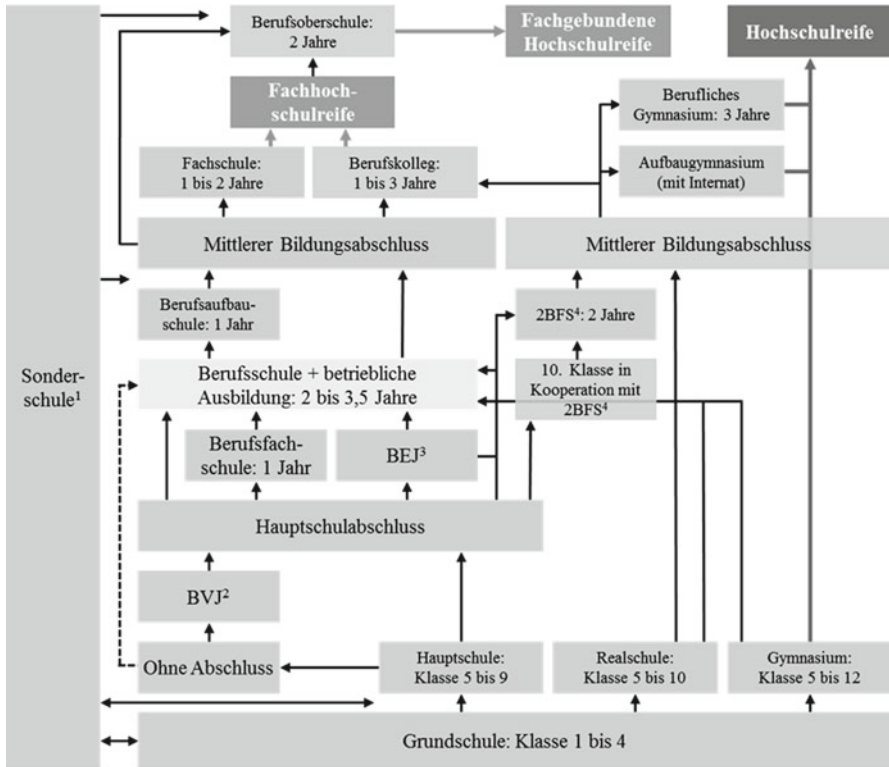 Berufsoberschule:
2 Jahre
Fachgebundene
Hochschulreife
Hochschulreife
Fachhoch-
schulreife
Berufliches
Gymnasium: 3 Jahre
Fachschule:
1 bis 2 Jahre
Berufskolleg:
1 bis 3 Jahre
Aufbaugymnasium
(mit Internat)
Mittlerer Bildungsabschluss
Mittlerer Bildungsabschluss
Berufsaufbau-
schule: 1 Jahr
2BFS⁴: 2 Jahre
Sonder-
schule¹
Berufsschule + betriebliche
Ausbildung: 2 bis 3,5 Jahre
10. Klasse in
Kooperation mit
2BFS⁴
Berufsfach-
schule: 1 Jahr
BEJ³
Hauptschulabschluss
BVJ²
Ohne Abschluss
Hauptschule:
Klasse 5 bis 9
Realschule:
Klasse 5 bis 10
Gymnasium:
Klasse 5 bis 12
Grundschule: Klasse 1 bis 4